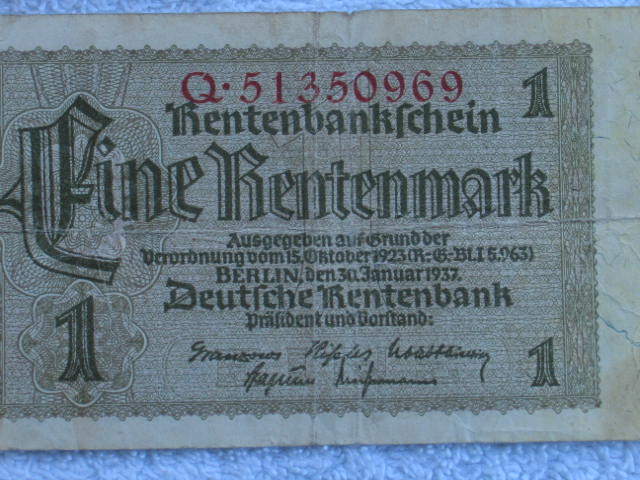 Q·51350969
1
Rentenbankschein
Eine Rentenmark
Ausgegeben auf Grund der
Verordnung vom 15. Oktober 1923 (R.-G.-Bl. I S. 963)
BERLIN, den 30. Januar 1937.
Deutsche Rentenbank
Präsident und Vorstand:
1
1